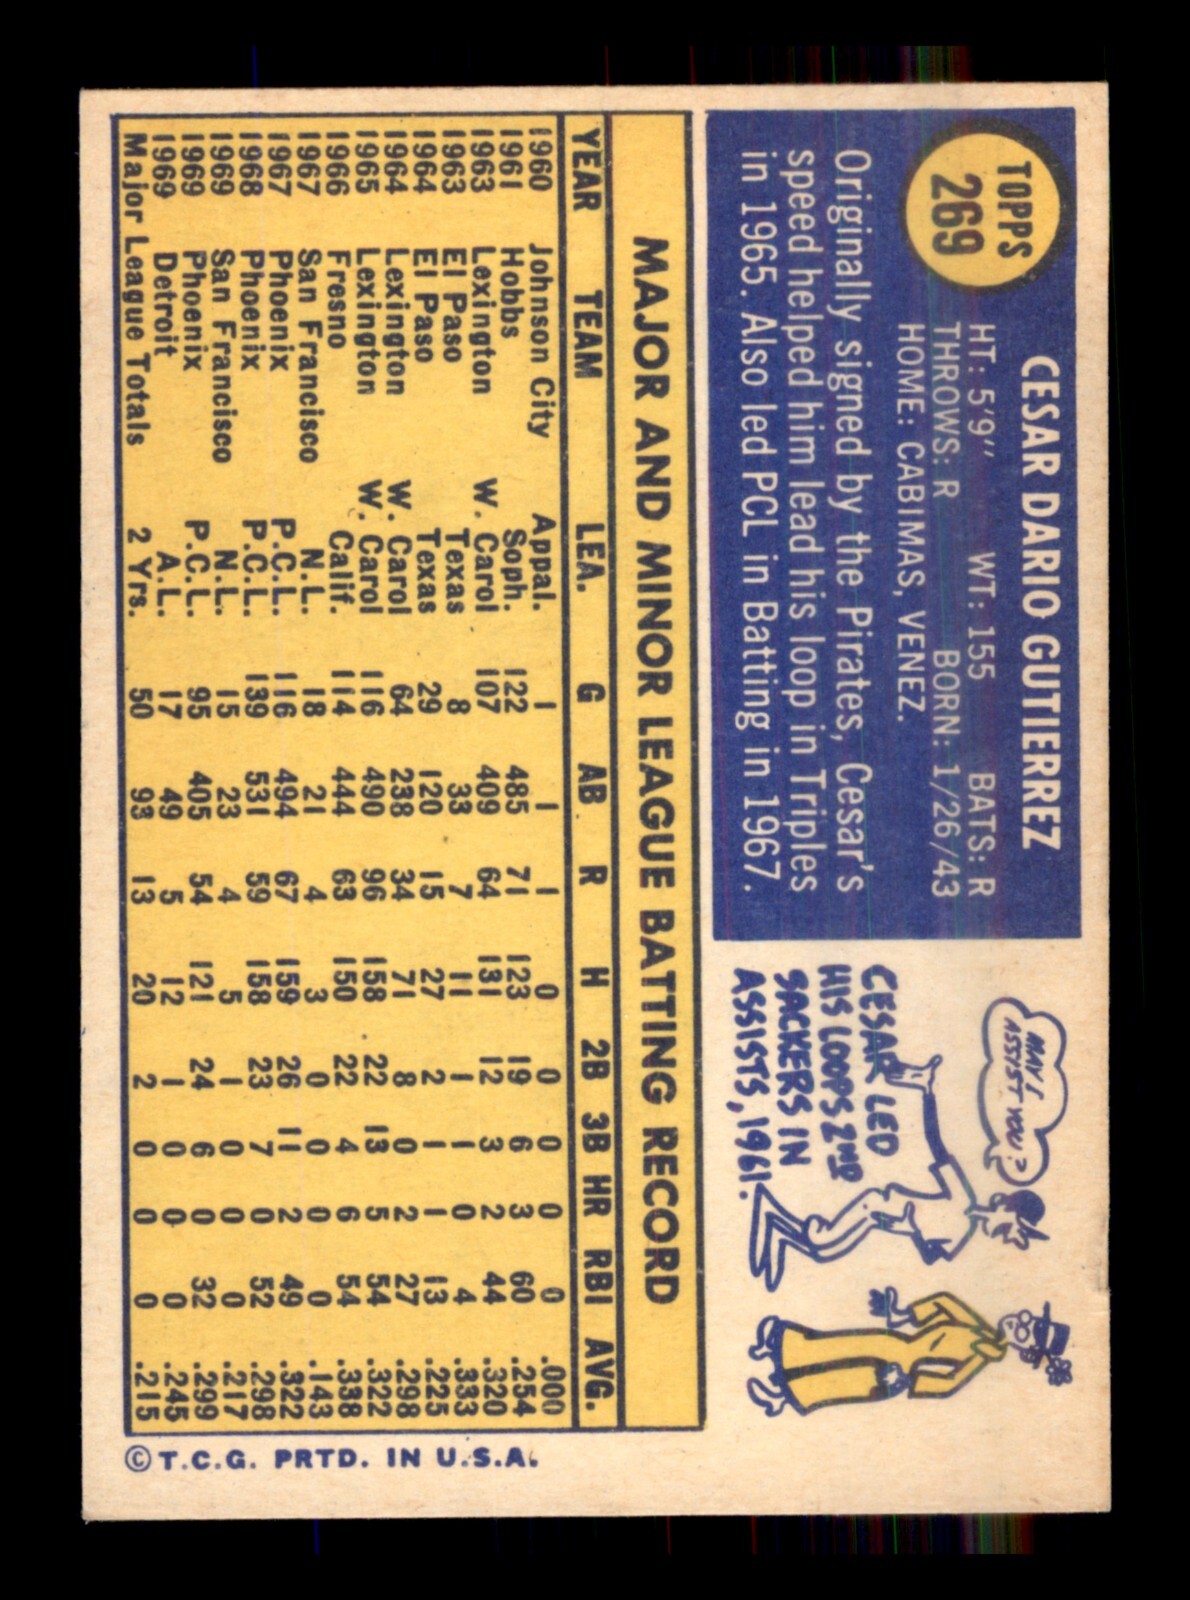 TOPPS
269
CESAR DARIO GUTIERREZ
HT: 5'9" WT: 155 BATS: R
THROWS: R BORN: 1/26/43
HOME: CABIMAS, VENEZ.
Originally signed by the Pirates, Cesar's
speed helped him lead his loop in Triples
in 1965. Also led PCL in Batting in 1967.
MAY I
ASSIST YOU?
CESAR LED
HIS LOOPS 2ND
SACKERS IN
ASSISTS, 1961.
MAJOR AND MINOR LEAGUE BATTING RECORD
YEAR TEAM LEA. G AB R H 2B 3B HR RBI AVG.
1960 Johnson City Appal. 1 1 1 0 0 0 0 0 .000
1961 Hobbs Soph. 122 485 71 123 19 6 3 60 .254
1963 Lexington W. Carol 107 409 64 131 12 3 2 44 .320
1963 El Paso Texas 8 33 7 11 1 1 0 4 .333
1964 El Paso Texas 29 120 15 27 2 1 1 13 .225
1964 Lexington W. Carol 64 238 34 71 8 0 2 27 .298
1965 Lexington W. Carol 116 490 96 158 22 13 5 54 .322
1966 Fresno Calif. 114 444 63 150 22 4 6 54 .338
1967 San Francisco N.L. 18 21 4 3 0 0 0 0 .143
1967 Phoenix P.C.L. 116 494 67 159 26 11 2 49 .322
1968 Phoenix P.C.L. 139 531 59 158 23 7 0 52 .298
1969 San Francisco N.L. 15 23 4 5 1 0 0 0 .217
1969 Phoenix P.C.L. 95 405 54 121 24 6 0 32 .299
1969 Detroit A.L. 17 49 5 12 1 0 0 0 .245
Major League Totals 2 Yrs. 50 93 13 20 2 0 0 0 .215
© T.C.G. PRTD. IN U.S.A.